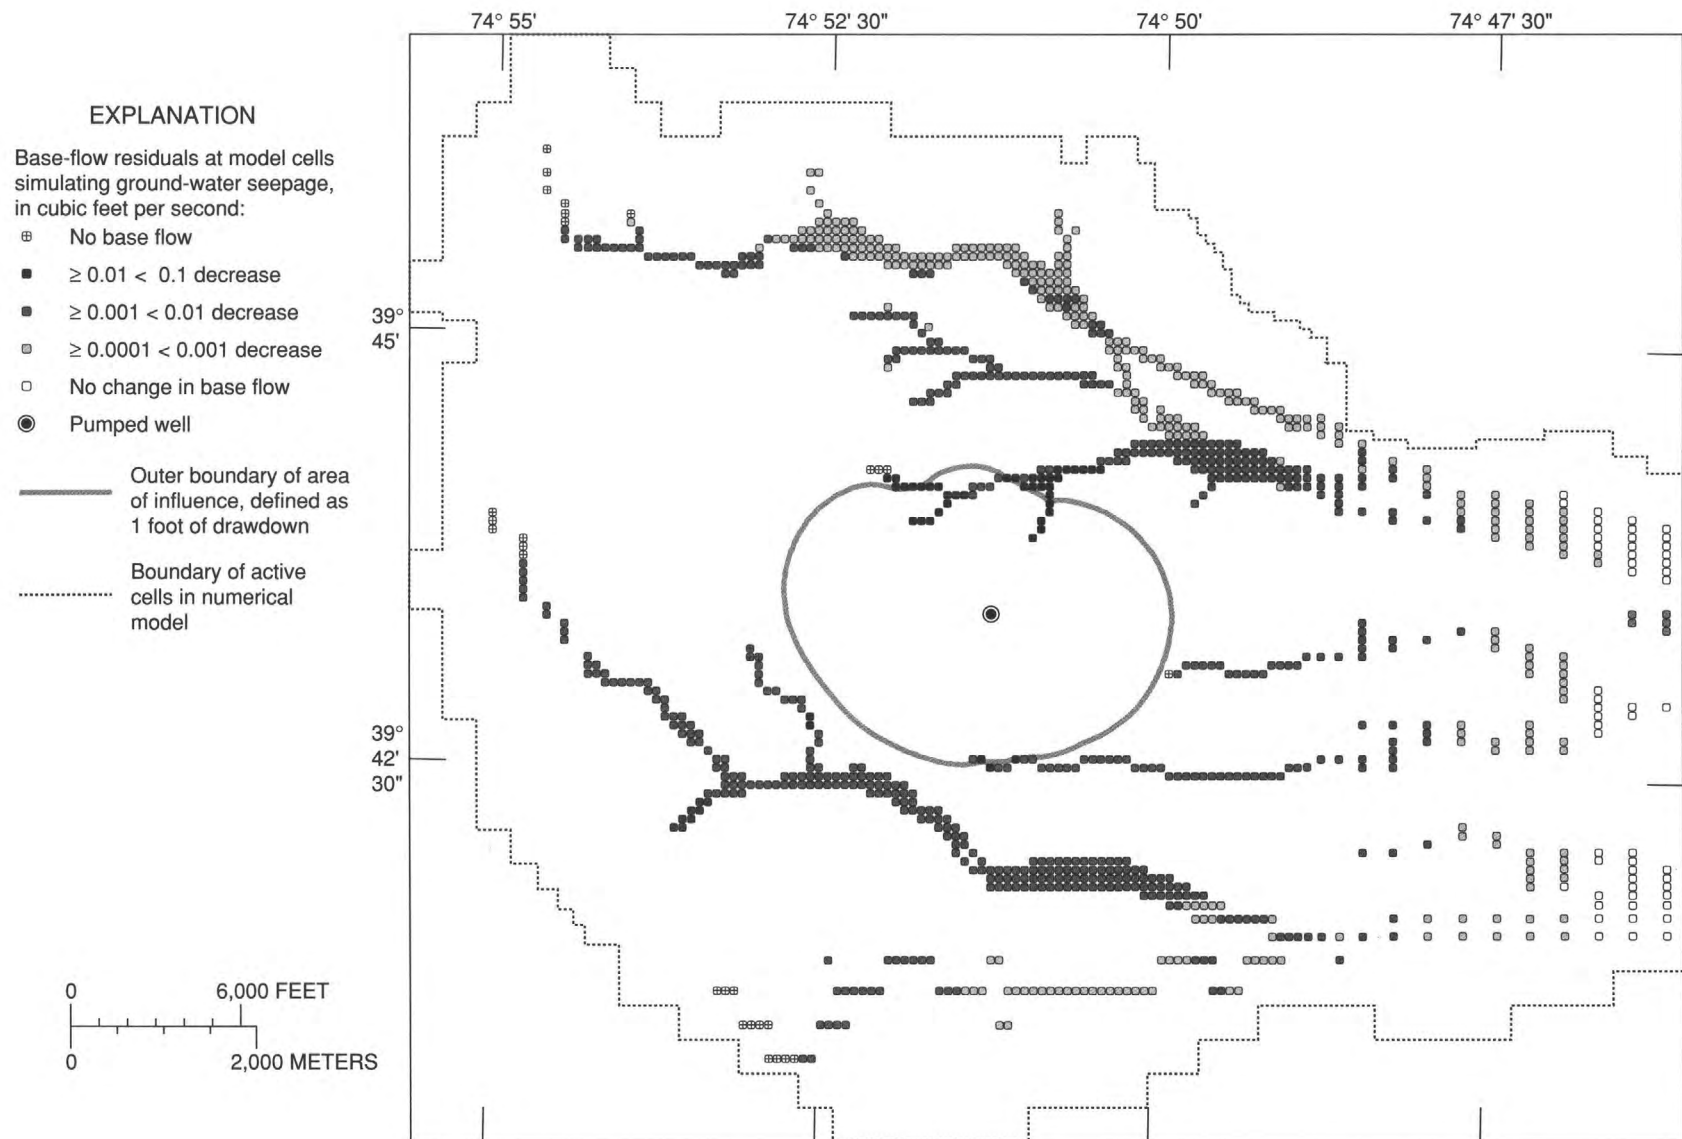 74° 55'
74° 52' 30"
74° 50'
74° 47' 30"
EXPLANATION
Base-flow residuals at model cells
simulating ground-water seepage,
in cubic feet per second:
No base flow
≥ 0.01 < 0.1 decrease
≥ 0.001 < 0.01 decrease
≥ 0.0001 < 0.001 decrease
No change in base flow
Pumped well
Outer boundary of area
of influence, defined as
1 foot of drawdown
Boundary of active
cells in numerical
model
39°
45'
39°
42'
30"
0 6,000 FEET
0 2,000 METERS